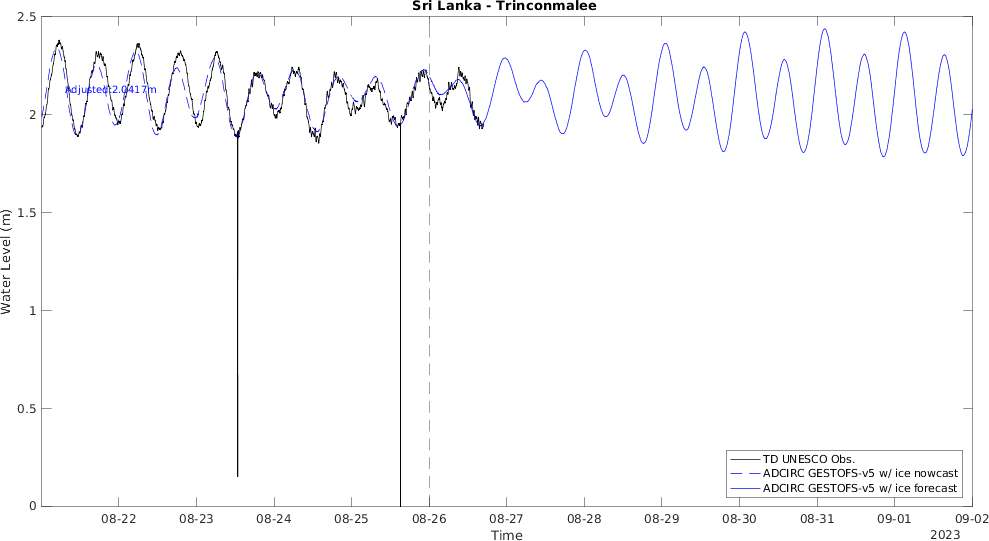 Sri Lanka - Trinconmalee
2.5
2
1.5
1
0.5
0
Water Level (m)
Adjusted:2.0417m
TD UNESCO Obs.
ADCIRC GESTOFS-v5 w/ ice nowcast
ADCIRC GESTOFS-v5 w/ ice forecast
08-22 08-23 08-24 08-25 08-26 08-27 08-28 08-29 08-30 08-31 09-01 09-02
Time
2023